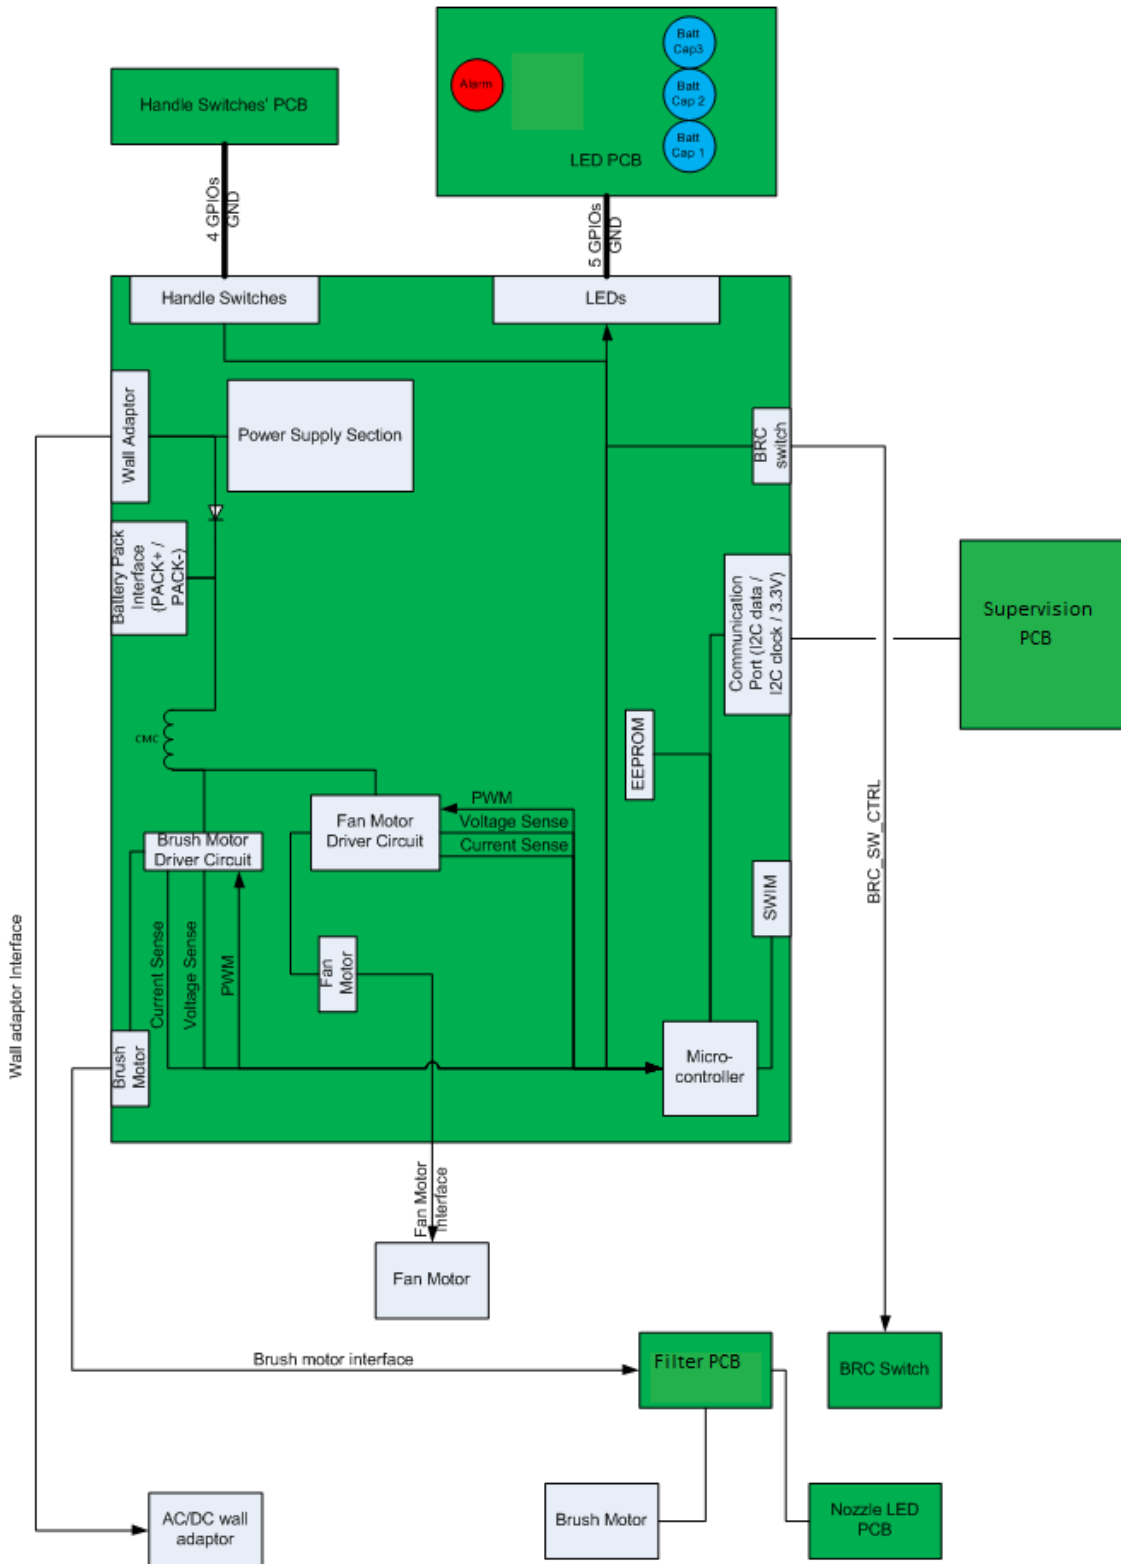 Batt
Cap3
Alarm
Batt
Cap 2
Batt
Cap 1
LED PCB
Handle Switches' PCB
4 GPIOs
GND
5 GPIOs
GND
Handle Switches
LEDs
Wall Adaptor
Power Supply Section
BRC
switch
Battery Pack
Interface
(PACK+ /
PACK-)
Communication
Port (I2C data /
I2C clock / 3.3V)
Supervision
PCB
CMC
EEPROM
Fan Motor
Driver Circuit
PWM
Voltage Sense
Current Sense
Brush Motor
Driver Circuit
BRC_SW_CTRL
SWIM
Current Sense
Voltage Sense
PWM
Fan
Motor
Wall adaptor Interface
Brush
Motor
Micro-
controller
Fan Motor
Interface
Fan Motor
Brush motor interface
Filter PCB
BRC Switch
AC/DC wall
adaptor
Brush Motor
Nozzle LED
PCB